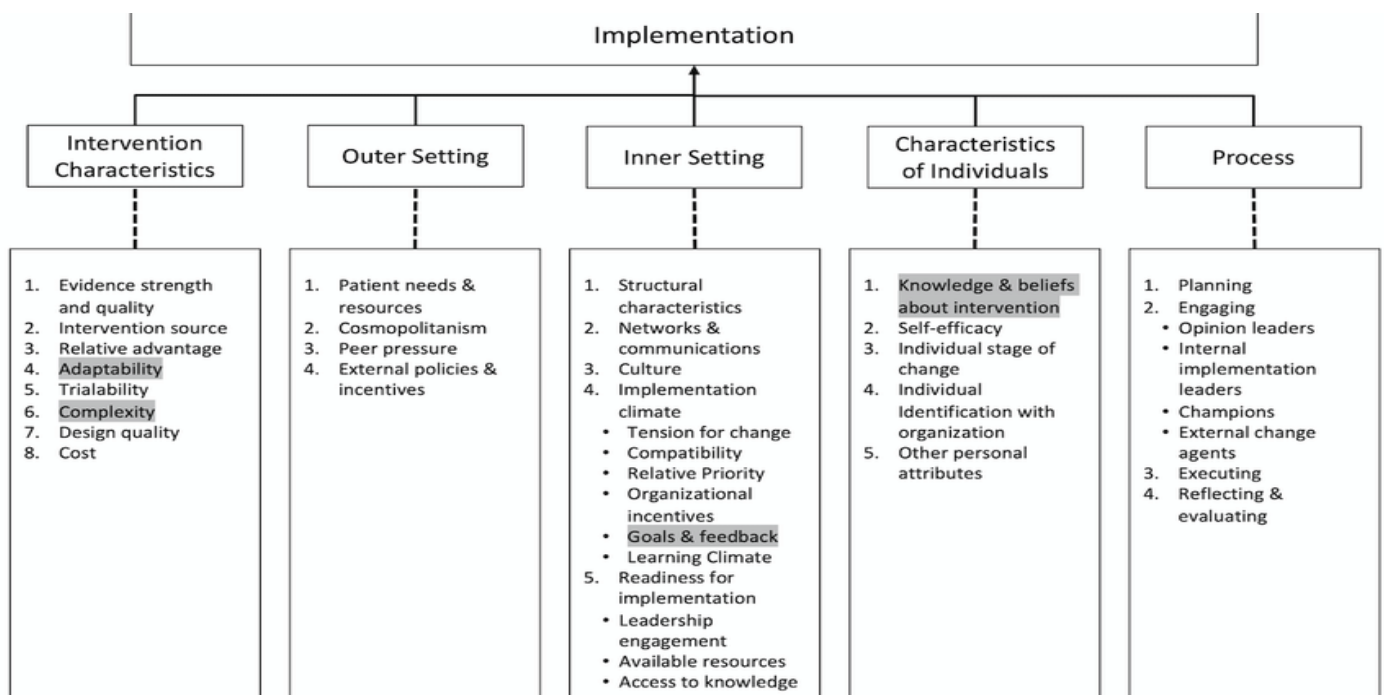 Implementation
Intervention
Characteristics
Outer Setting
Inner Setting
Characteristics
of Individuals
Process
1. Evidence strength
and quality
2. Intervention source
3. Relative advantage
4. Adaptability
5. Trialability
6. Complexity
7. Design quality
8. Cost
1. Patient needs &
resources
2. Cosmopolitanism
3. Peer pressure
4. External policies &
incentives
1. Structural
characteristics
2. Networks &
communications
3. Culture
4. Implementation
climate
• Tension for change
• Compatibility
• Relative Priority
• Organizational
incentives
• Goals & feedback
• Learning Climate
5. Readiness for
implementation
• Leadership
engagement
• Available resources
• Access to knowledge
1. Knowledge & beliefs
about intervention
2. Self-efficacy
3. Individual stage of
change
4. Individual
Identification with
organization
5. Other personal
attributes
1. Planning
2. Engaging
• Opinion leaders
• Internal
implementation
leaders
• Champions
• External change
agents
3. Executing
4. Reflecting &
evaluating